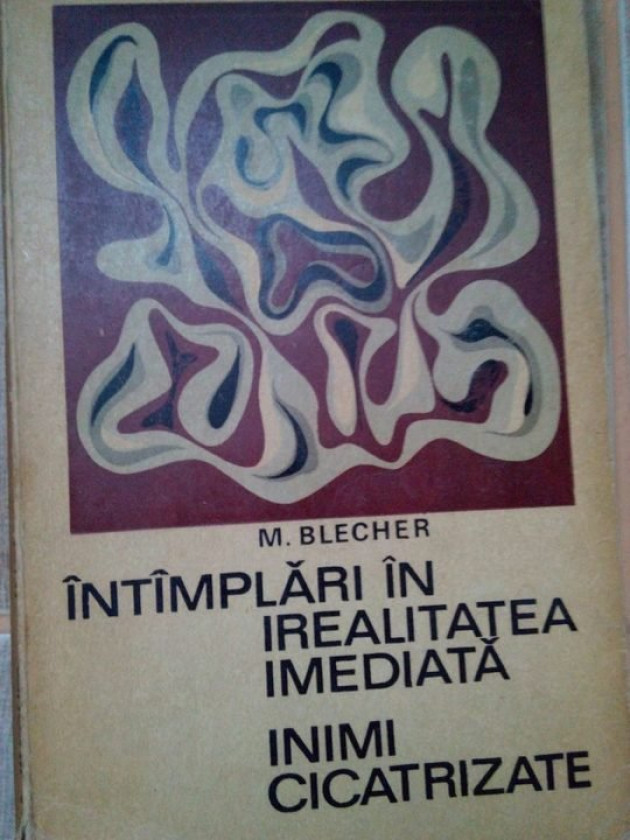 M. BLECHER
ÎNTÎMPLĂRI ÎN
IREALITATEA
IMEDIATĂ
INIMI
CICATRIZATE